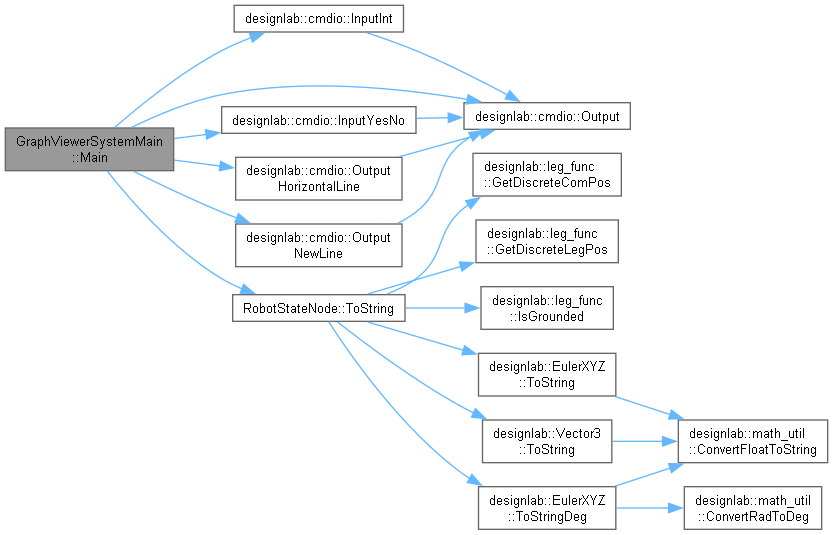 designlab::cmdio::InputInt
designlab::cmdio::Output
designlab::cmdio::InputYesNo
GraphViewerSystemMain
::Main
designlab::cmdio::Output
HorizontalLine
designlab::leg_func
::GetDiscreteComPos
designlab::cmdio::Output
NewLine
designlab::leg_func
::GetDiscreteLegPos
RobotStateNode::ToString
designlab::leg_func
::IsGrounded
designlab::EulerXYZ
::ToString
designlab::Vector3
::ToString
designlab::math_util
::ConvertFloatToString
designlab::EulerXYZ
::ToStringDeg
designlab::math_util
::ConvertRadToDeg